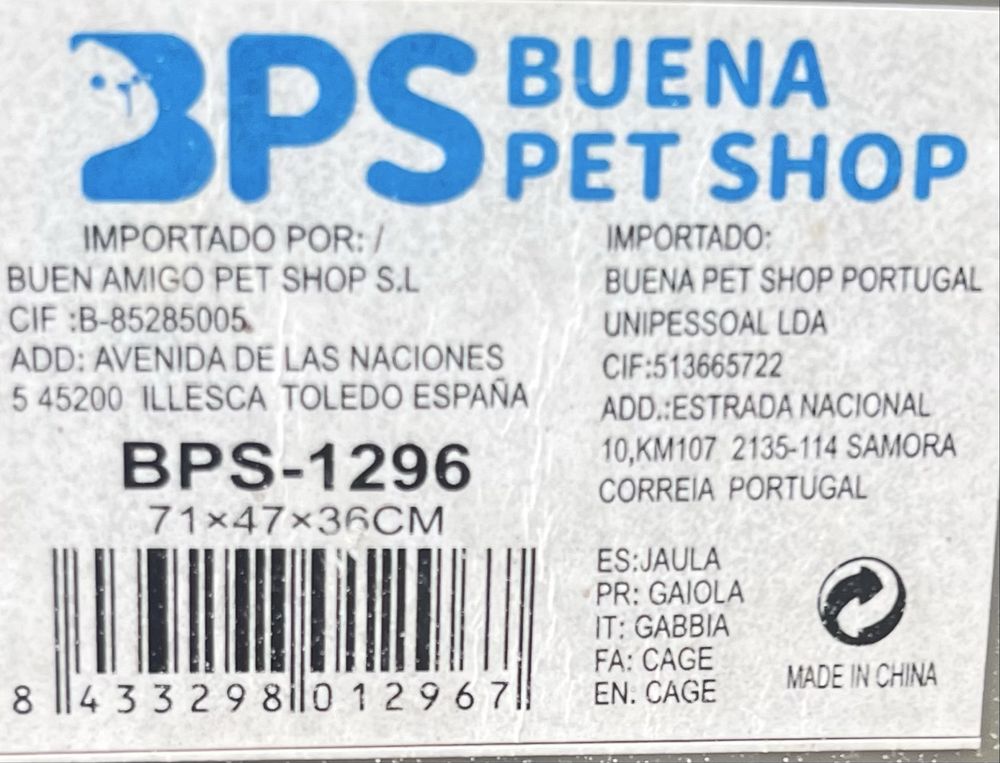 BPS BUENA
PET SHOP
IMPORTADO POR: /
BUEN AMIGO PET SHOP S.L
CIF :B-85285005
ADD: AVENIDA DE LAS NACIONES
5 45200 ILLESCA TOLEDO ESPAÑA
BPS-1296
71×47×36CM
8 433298 012967
IMPORTADO:
BUENA PET SHOP PORTUGAL
UNIPESSOAL LDA
CIF:513665722
ADD.:ESTRADA NACIONAL
10,KM107 2135-114 SAMORA
CORREIA PORTUGAL
ES:JAULA
PR: GAIOLA
IT: GABBIA
FA: CAGE
EN: CAGE
MADE IN CHINA